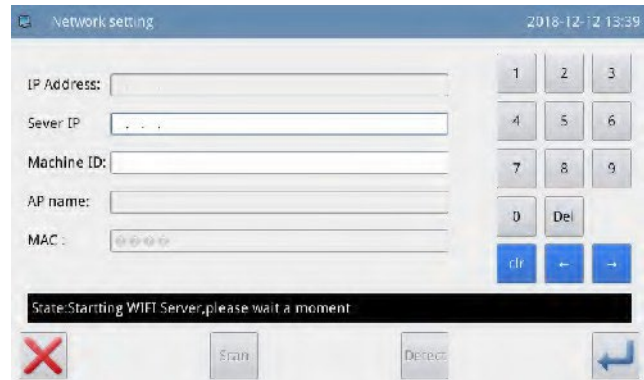 Network setting
2018-12-12 13:39
IP Address:
Sever IP . . .
Machine ID:
AP name:
MAC :
1 2 3
4 5 6
7 8 9
0 Del
clr ← →
State:Startting WIFI Server,please wait a moment
Scan
Detect